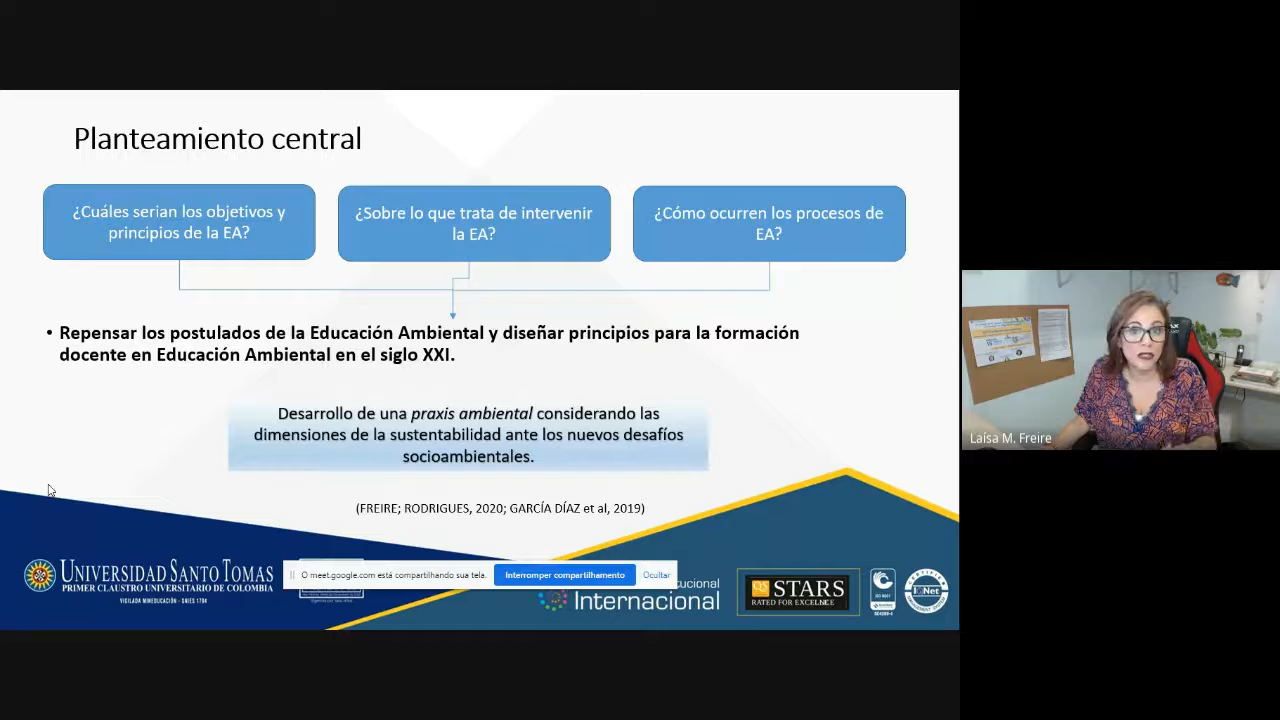 Planteamiento central
¿Cuáles serian los objetivos y
principios de la EA?
¿Sobre lo que trata de intervenir
la EA?
¿Cómo ocurren los procesos de
EA?
• Repensar los postulados de la Educación Ambiental y diseñar principios para la formación
docente en Educación Ambiental en el siglo XXI.
Desarrollo de una praxis ambiental considerando las
dimensiones de la sustentabilidad ante los nuevos desafíos
socioambientales.
(FREIRE; RODRIGUES, 2020; GARCÍA DÍAZ et al, 2019)
Laísa M. Freire
UNIVERSIDAD SANTO TOMAS
PRIMER CLAUSTRO UNIVERSITARIO DE COLOMBIA
VIGILADA MINEDUCACIÓN - SNIES 1704
O meet.google.com está compartilhando sua tela.
Interromper compartilhamento
Ocultar
Internacional
QS STARS
RATED FOR EXCELLENCE
CERTIFIED
IQNet